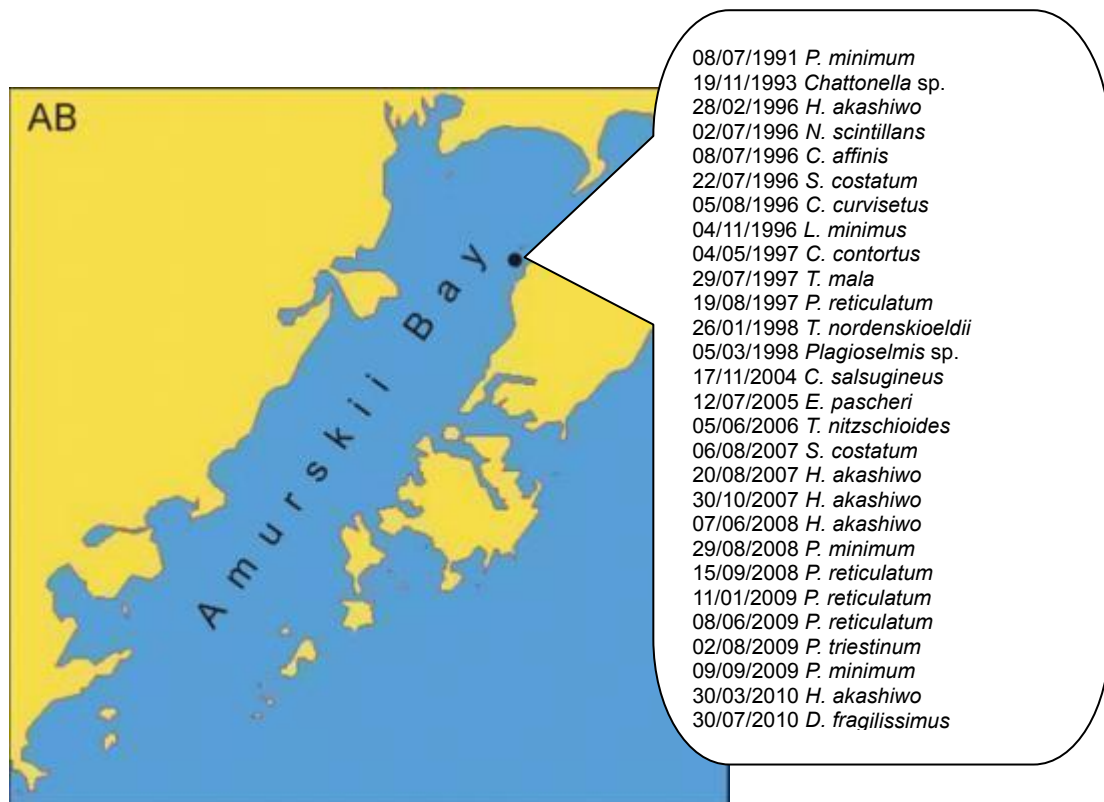 AB
Amurskii Bay
08/07/1991 P. minimum
19/11/1993 Chattonella sp.
28/02/1996 H. akashiwo
02/07/1996 N. scintillans
08/07/1996 C. affinis
22/07/1996 S. costatum
05/08/1996 C. curvisetus
04/11/1996 L. minimus
04/05/1997 C. contortus
29/07/1997 T. mala
19/08/1997 P. reticulatum
26/01/1998 T. nordenskioeldii
05/03/1998 Plagioselmis sp.
17/11/2004 C. salsugineus
12/07/2005 E. pascheri
05/06/2006 T. nitzschioides
06/08/2007 S. costatum
20/08/2007 H. akashiwo
30/10/2007 H. akashiwo
07/06/2008 H. akashiwo
29/08/2008 P. minimum
15/09/2008 P. reticulatum
11/01/2009 P. reticulatum
08/06/2009 P. reticulatum
02/08/2009 P. triestinum
09/09/2009 P. minimum
30/03/2010 H. akashiwo
30/07/2010 D. fragilissimus